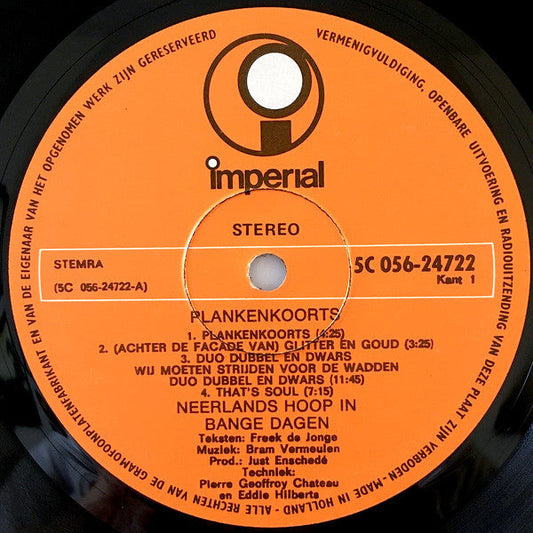 imperial
STEREO
STEMRA
(5C 056-24722-A)
5C 056-24722
Kant 1
PLANKENKOORTS
1. PLANKENKOORTS (4:25)
2. (ACHTER DE FACADE VAN) GLITTER EN GOUD (3:25)
3. DUO DUBBEL EN DWARS
WIJ MOETEN STRIJDEN VOOR DE WADDEN
DUO DUBBEL EN DWARS (11:45)
4. THAT'S SOUL (7:15)
NEERLANDS HOOP IN
BANGE DAGEN
Teksten: Freek de Jonge
Muziek: Bram Vermeulen
Prod.: Just Enschedé
Techniek:
Pierre Geoffroy Chateau
en Eddie Hilberts
ALLE RECHTEN VAN DE GRAMOFOONPLATENFABRIKANT EN VAN DE EIGENAAR VAN HET OPGENOMEN WERK ZIJN GERESERVEERD VERMENIGVULDIGING, OPENBARE UITVOERING EN RADIOUITZENDING VAN DEZE PLAAT ZIJN VERBODEN - MADE IN HOLLAND -